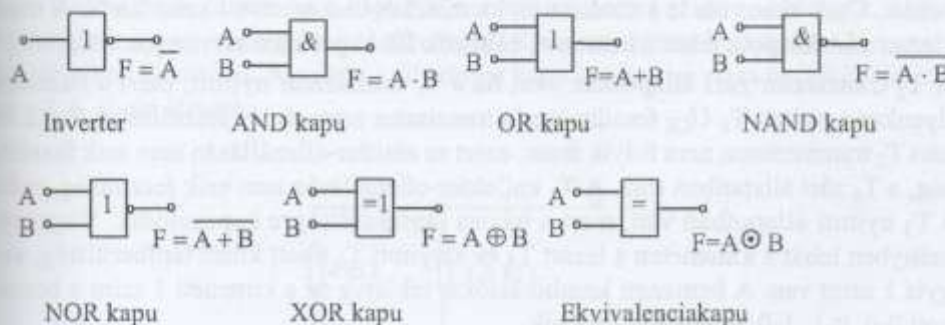 A
F = A̅
Inverter
A
B
&
F = A · B
AND kapu
A
B
1
F=A+B
OR kapu
A
B
&
F = A̅ ̅·̅ ̅B̅
NAND kapu
A
B
1
F = A̅ ̅+̅ ̅B̅
NOR kapu
A
B
=1
F = A ⊕ B
XOR kapu
A
B
=
F=A⊙B
Ekvivalenciakapu